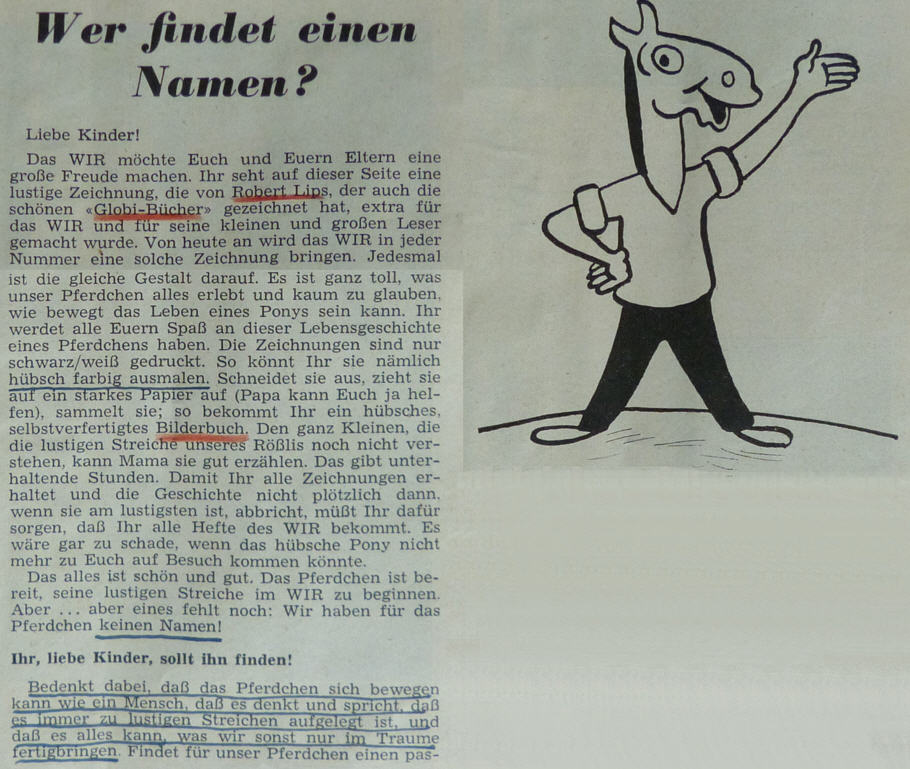 Wer findet einen
Namen?
Liebe Kinder!
Das WIR möchte Euch und Euern Eltern eine
große Freude machen. Ihr seht auf dieser Seite eine
lustige Zeichnung, die von Robert Lips, der auch die
schönen «Globi-Bücher» gezeichnet hat, extra für
das WIR und für seine kleinen und großen Leser
gemacht wurde. Von heute an wird das WIR in jeder
Nummer eine solche Zeichnung bringen. Jedesmal
ist die gleiche Gestalt darauf. Es ist ganz toll, was
unser Pferdchen alles erlebt und kaum zu glauben,
wie bewegt das Leben eines Ponys sein kann. Ihr
werdet alle Euern Spaß an dieser Lebensgeschichte
eines Pferdchens haben. Die Zeichnungen sind nur
schwarz/weiß gedruckt. So könnt Ihr sie nämlich
hübsch farbig ausmalen. Schneidet sie aus, zieht sie
auf ein starkes Papier auf (Papa kann Euch ja hel-
fen), sammelt sie; so bekommt Ihr ein hübsches,
selbstverfertigtes Bilderbuch. Den ganz Kleinen, die
die lustigen Streiche unseres Rößlis noch nicht ver-
stehen, kann Mama sie gut erzählen. Das gibt unter-
haltende Stunden. Damit Ihr alle Zeichnungen er-
haltet und die Geschichte nicht plötzlich dann,
wenn sie am lustigsten ist, abbricht, müßt Ihr dafür
sorgen, daß Ihr alle Hefte des WIR bekommt. Es
wäre gar zu schade, wenn das hübsche Pony nicht
mehr zu Euch auf Besuch kommen könnte.
Das alles ist schön und gut. Das Pferdchen ist be-
reit, seine lustigen Streiche im WIR zu beginnen.
Aber ... aber eines fehlt noch: Wir haben für das
Pferdchen keinen Namen!
Ihr, liebe Kinder, sollt ihn finden!
Bedenkt dabei, daß das Pferdchen sich bewegen
kann wie ein Mensch, daß es denkt und spricht, daß
es immer zu lustigen Streichen aufgelegt ist, und
daß es alles kann, was wir sonst nur im Traume
fertigbringen. Findet für unser Pferdchen einen pas-